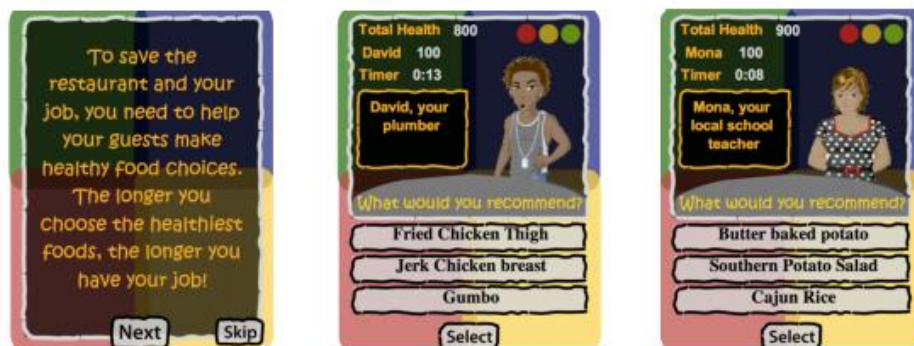 To save the
restaurant and your
job, you need to help
your guests make
healthy food choices.
The longer you
choose the healthiest
foods, the longer you
have your job!
Next
Skip
Total Health 800
David 100
Timer 0:13
David, your
plumber
What would you recommend?
Fried Chicken Thigh
Jerk Chicken breast
Gumbo
Select
Total Health 900
Mona 100
Timer 0:08
Mona, your
local school
teacher
What would you recommend?
Butter baked potato
Southern Potato Salad
Cajun Rice
Select